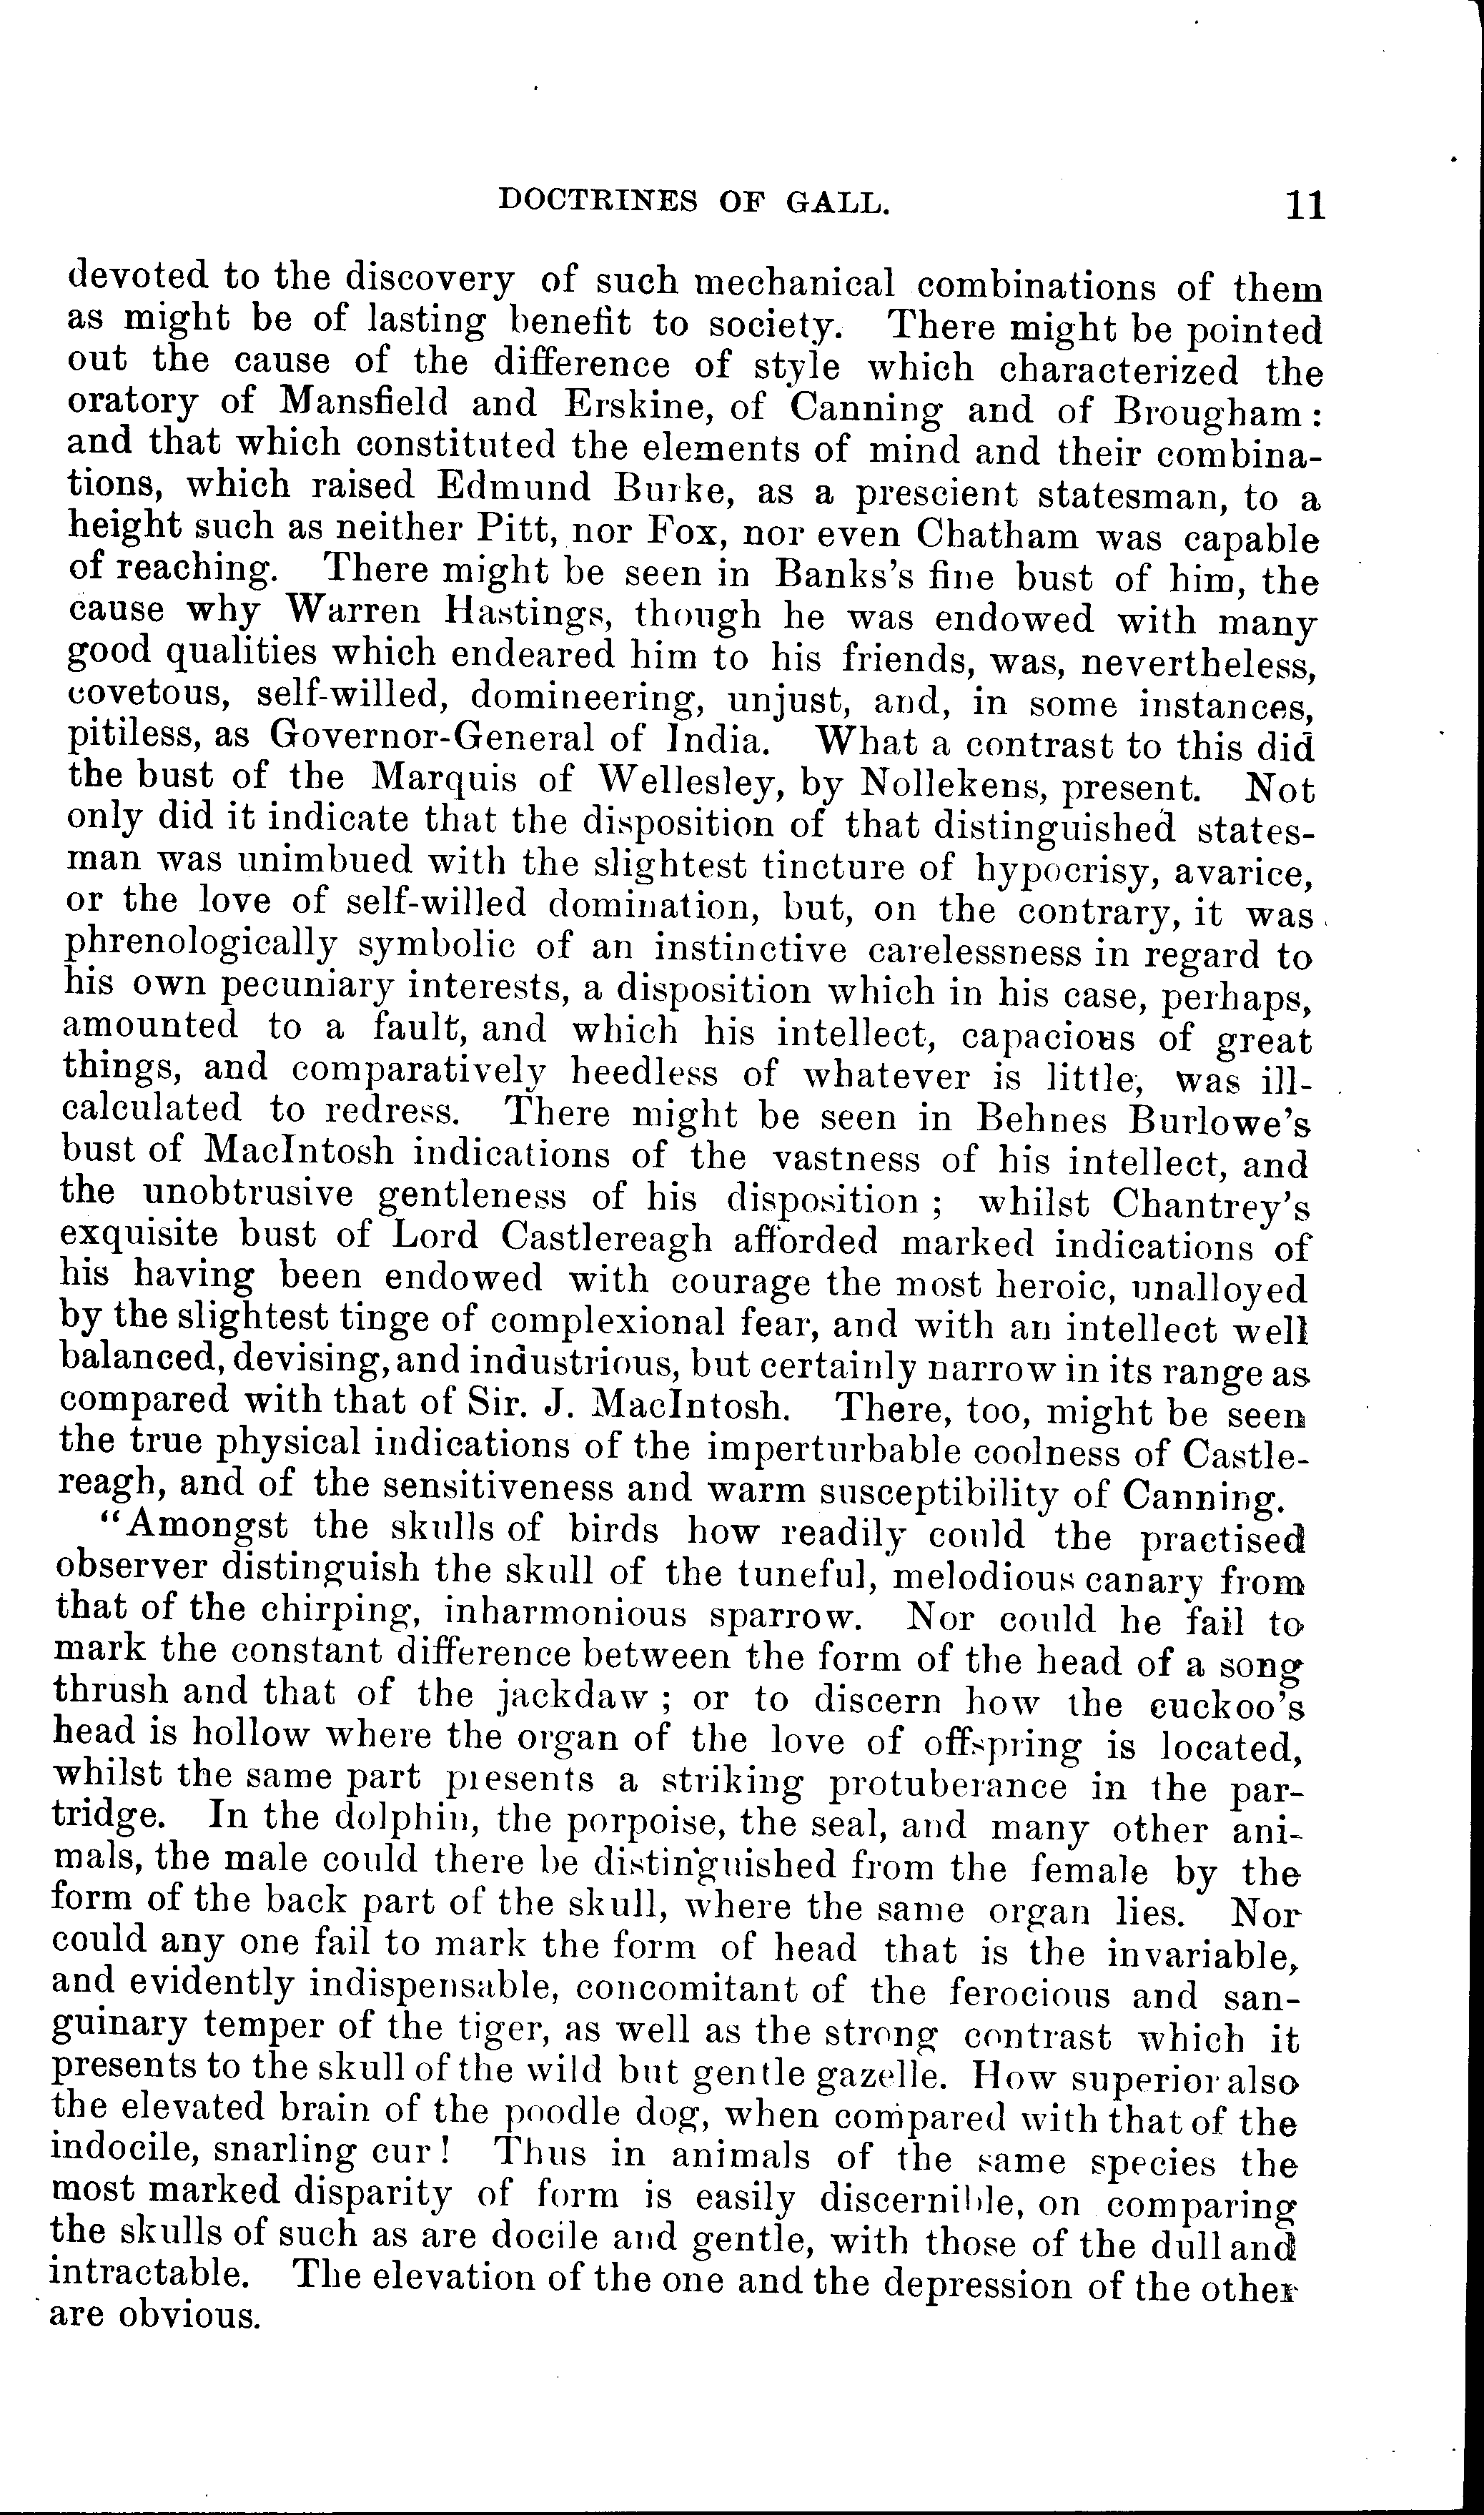 DOCTRINES OF GALL. 11
devoted to the discovery of such mechanical combinations of them
as might be of lasting benefit to society. There might be pointed
out the cause of the difference of style which characterized the
oratory of Mansfield and Erskine, of Canning and of Brougham:
and that which constituted the elements of mind and their combina-
tions, which raised Edmund Burke, as a prescient statesman, to a
height such as neither Pitt, nor Fox, nor even Chatham was capable
of reaching. There might be seen in Banks's fine bust of him, the
cause why Warren Hastings, though he was endowed with many
good qualities which endeared him to his friends, was, nevertheless,
covetous, self-willed, domineering, unjust, and, in some instances,
pitiless, as Governor-General of India. What a contrast to this did
the bust of the Marquis of Wellesley, by Nollekens, present. Not
only did it indicate that the disposition of that distinguished states-
man was unimbued with the slightest tincture of hypocrisy, avarice,
or the love of self-willed domination, but, on the contrary, it was
phrenologically symbolic of an instinctive carelessness in regard to
his own pecuniary interests, a disposition which in his case, perhaps,
amounted to a fault, and which his intellect, capacious of great
things, and comparatively heedless of whatever is little, was ill-
calculated to redress. There might be seen in Behnes Burlowe's
bust of MacIntosh indications of the vastness of his intellect, and
the unobtrusive gentleness of his disposition; whilst Chantrey's
exquisite bust of Lord Castlereagh afforded marked indications of
his having been endowed with courage the most heroic, unalloyed
by the slightest tinge of complexional fear, and with an intellect well
balanced, devising, and industrious, but certainly narrow in its range as
compared with that of Sir. J. MacIntosh. There, too, might be seen
the true physical indications of the imperturbable coolness of Castle-
reagh, and of the sensitiveness and warm susceptibility of Canning.
"Amongst the skulls of birds how readily could the practised
observer distinguish the skull of the tuneful, melodious canary from
that of the chirping, inharmonious sparrow. Nor could he fail to
mark the constant difference between the form of the head of a song
thrush and that of the jackdaw; or to discern how the cuckoo's
head is hollow where the organ of the love of offspring is located,
whilst the same part presents a striking protuberance in the par-
tridge. In the dolphin, the porpoise, the seal, and many other ani-
mals, the male could there be distinguished from the female by the
form of the back part of the skull, where the same organ lies. Nor
could any one fail to mark the form of head that is the invariable,
and evidently indispensable, concomitant of the ferocious and san-
guinary temper of the tiger, as well as the strong contrast which it
presents to the skull of the wild but gentle gazelle. How superior also
the elevated brain of the poodle dog, when compared with that of the
indocile, snarling cur! Thus in animals of the same species the
most marked disparity of form is easily discernible, on comparing
the skulls of such as are docile and gentle, with those of the dull and
intractable. The elevation of the one and the depression of the other
are obvious.